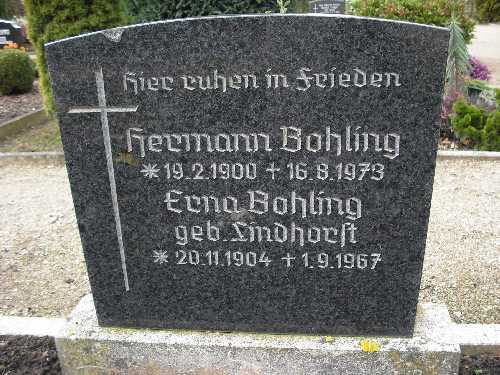 Hier ruhen in Frieden
Hermann Bohling
* 19.2.1900 + 16.8.1973
Erna Bohling
geb. Lindhorst
* 20.11.1904 + 1.9.1967